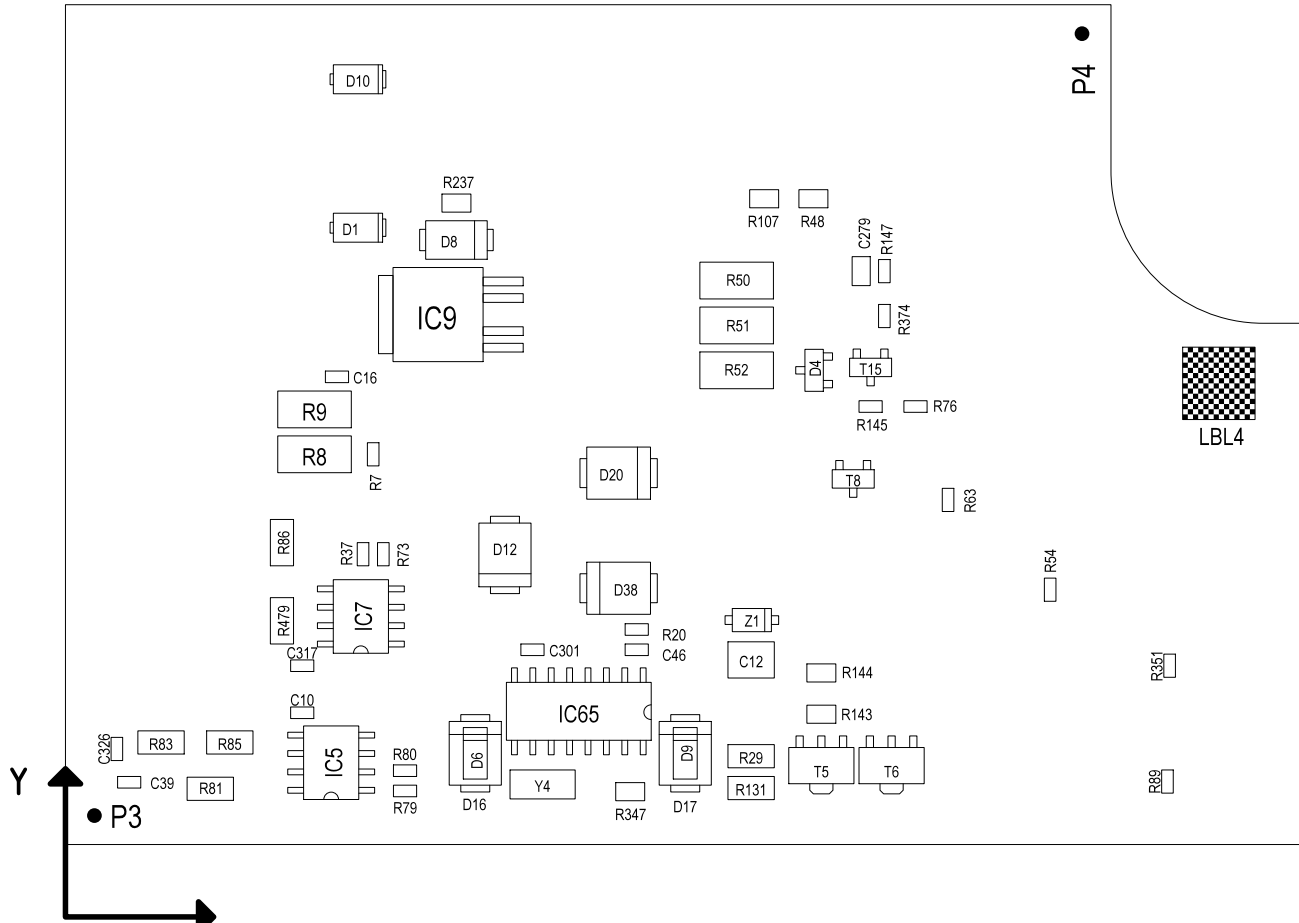 P4
D10
R237
R107
R48
D1
D8
C279
R147
R50
IC9
R51
R374
R52
D4
T15
C16
R9
R145
R76
LBL4
R8
R7
D20
T8
R63
R86
R37
R73
D12
R54
D38
R479
IC7
Z1
R20
C317
C301
C46
C12
R144
R351
C10
IC65
R143
C326
R83
R85
IC5
R80
D6
D9
R29
T5
T6
Y
C39
R81
Y4
R131
R89
P3
R79
D16
R347
D17